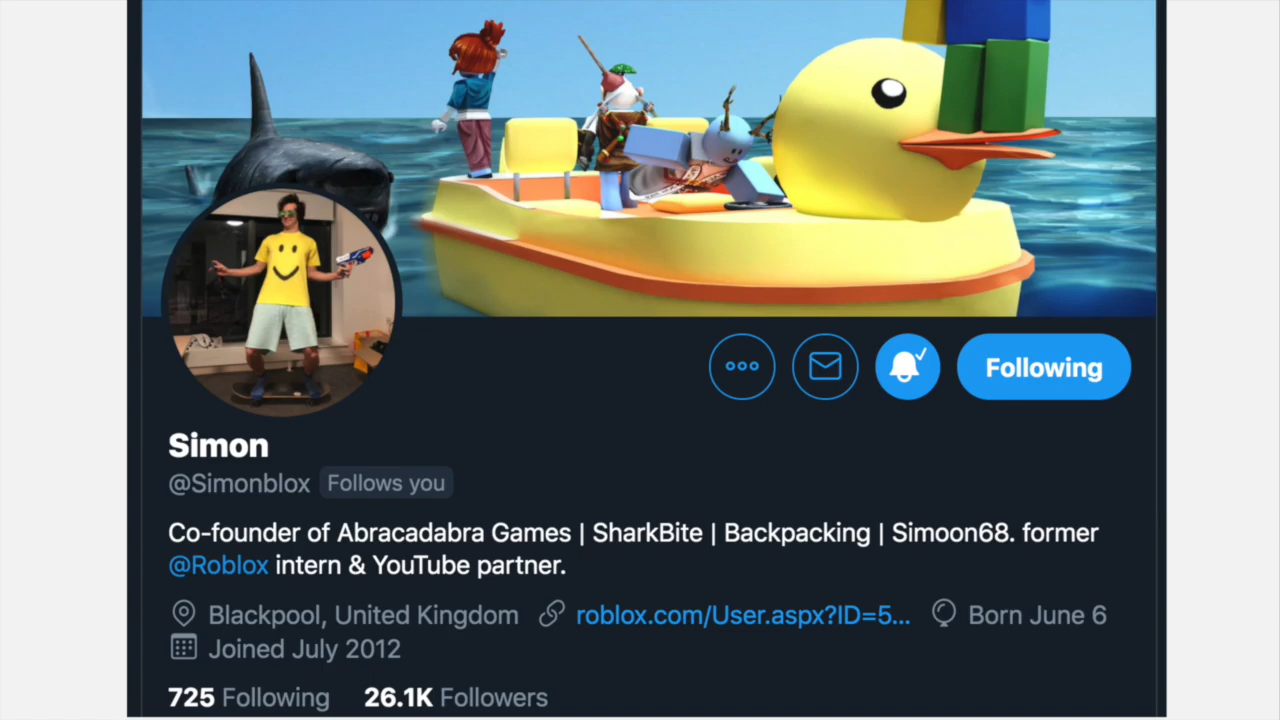 Following
Simon
@Simonblox Follows you
Co-founder of Abracadabra Games | SharkBite | Backpacking | Simoon68. former
@Roblox intern & YouTube partner.
Blackpool, United Kingdom roblox.com/User.aspx?ID=5... Born June 6
Joined July 2012
725 Following 26.1K Followers